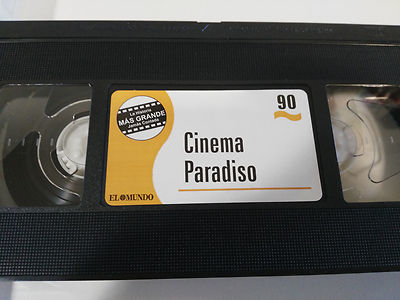 La Historia
MÁS GRANDE
Jamás Contada
90
Cinema
Paradiso
EL MUNDO